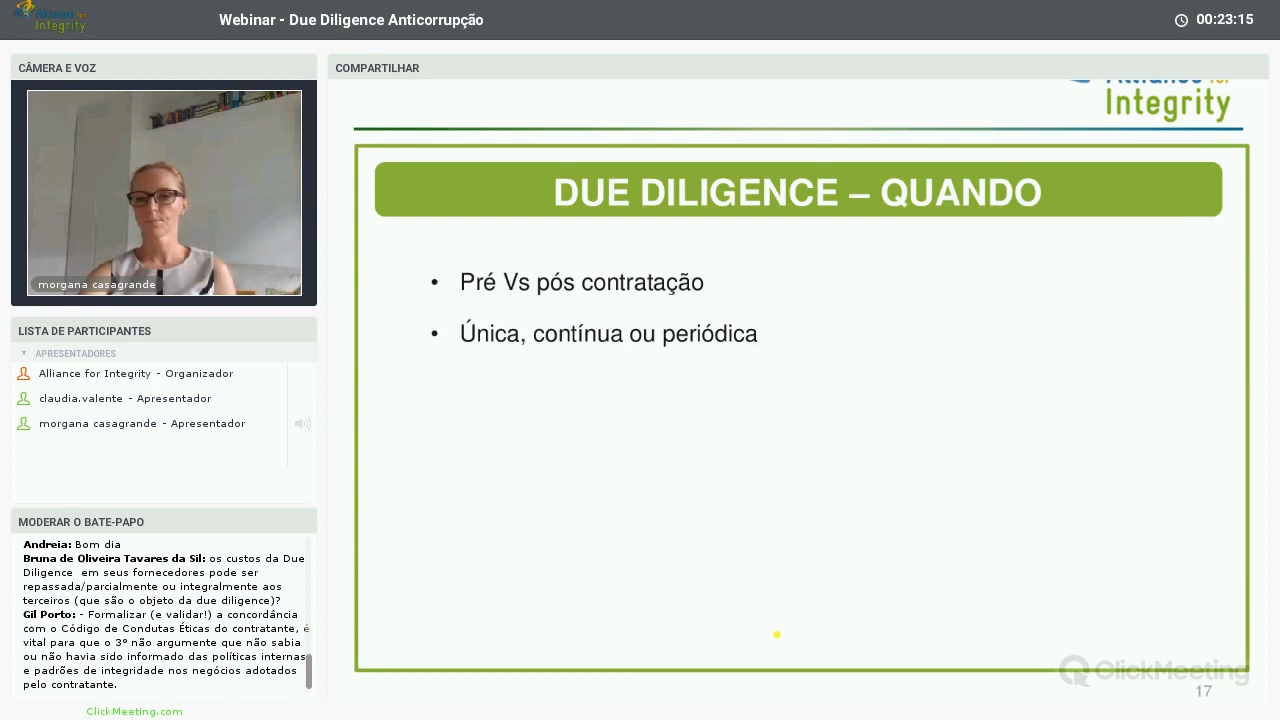 Alliance for
Integrity
Webinar - Due Diligence Anticorrupção
00:23:15
CÂMERA E VOZ
morgana casagrande
LISTA DE PARTICIPANTES
APRESENTADORES
Alliance for Integrity - Organizador
claudia.valente - Apresentador
morgana casagrande - Apresentador
MODERAR O BATE-PAPO
Andreia: Bom dia
Bruna de Oliveira Tavares da Sil: os custos da Due
Diligence em seus fornecedores pode ser
repassada/parcialmente ou integralmente aos
terceiros (que são o objeto da due diligence)?
Gil Porto: - Formalizar (e validar!) a concordância
com o Código de Condutas Éticas do contratante, é
vital para que o 3º não argumente que não sabia
ou não havia sido informado das políticas internas
e padrões de integridade nos negócios adotados
pelo contratante.
ClickMeeting.com
COMPARTILHAR
Alliance for
Integrity
DUE DILIGENCE – QUANDO
• Pré Vs pós contratação
• Única, contínua ou periódica
ClickMeeting
17